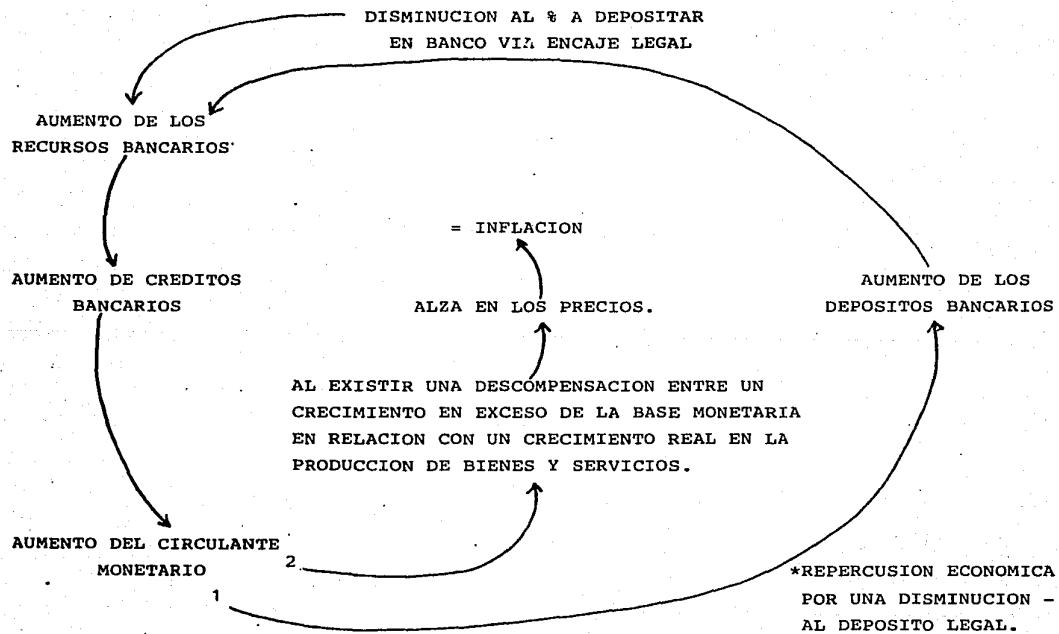 DISMINUCION AL % A DEPOSITAR
EN BANCO VIA ENCAJE LEGAL
AUMENTO DE LOS
RECURSOS BANCARIOS
AUMENTO DE CREDITOS
BANCARIOS
AUMENTO DEL CIRCULANTE
MONETARIO
1
2
= INFLACION
ALZA EN LOS PRECIOS.
AL EXISTIR UNA DESCOMPENSACION ENTRE UN
CRECIMIENTO EN EXCESO DE LA BASE MONETARIA
EN RELACION CON UN CRECIMIENTO REAL EN LA
PRODUCCION DE BIENES Y SERVICIOS.
AUMENTO DE LOS
DEPOSITOS BANCARIOS
*REPERCUSION ECONOMICA
POR UNA DISMINUCION -
AL DEPOSITO LEGAL.